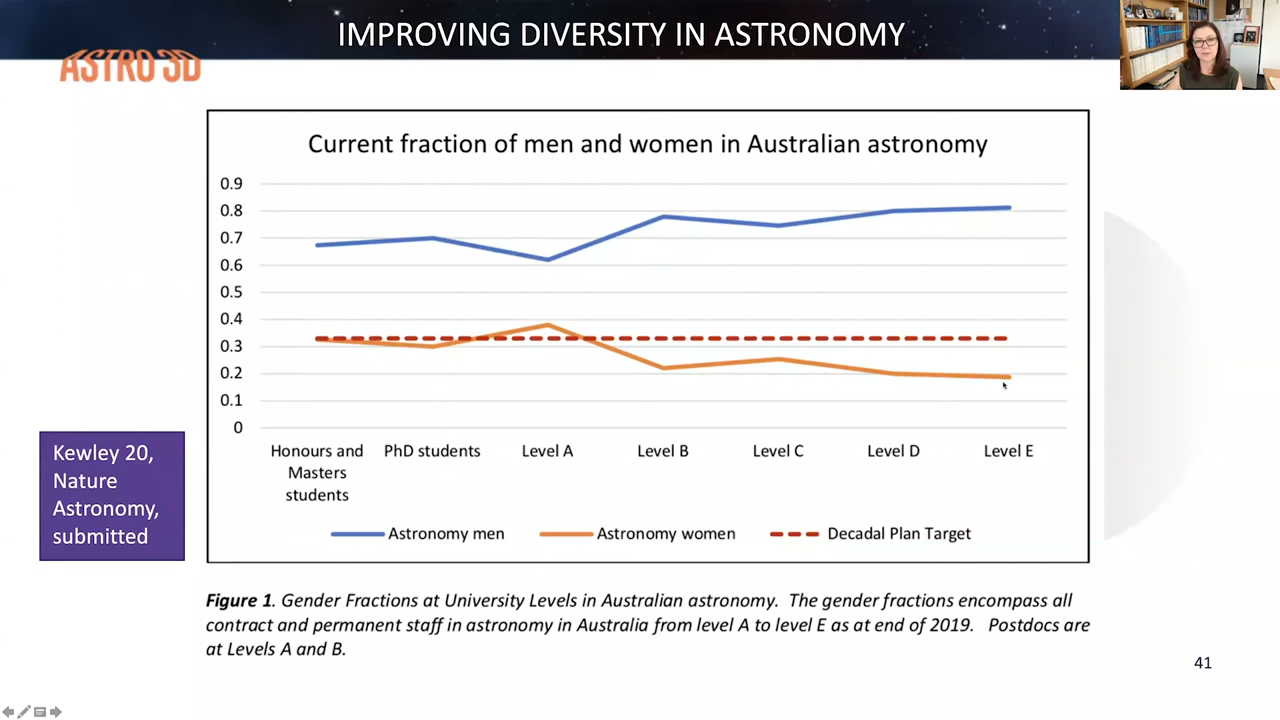 IMPROVING DIVERSITY IN ASTRONOMY
ASTRO 3D
Current fraction of men and women in Australian astronomy
0.9
0.8
0.7
0.6
0.5
0.4
0.3
0.2
0.1
0
Honours and
Masters
students
PhD students
Level A
Level B
Level C
Level D
Level E
Astronomy men
Astronomy women
Decadal Plan Target
Kewley 20,
Nature
Astronomy,
submitted
Figure 1. Gender Fractions at University Levels in Australian astronomy. The gender fractions encompass all
contract and permanent staff in astronomy in Australia from level A to level E as at end of 2019. Postdocs are
at Levels A and B.
41